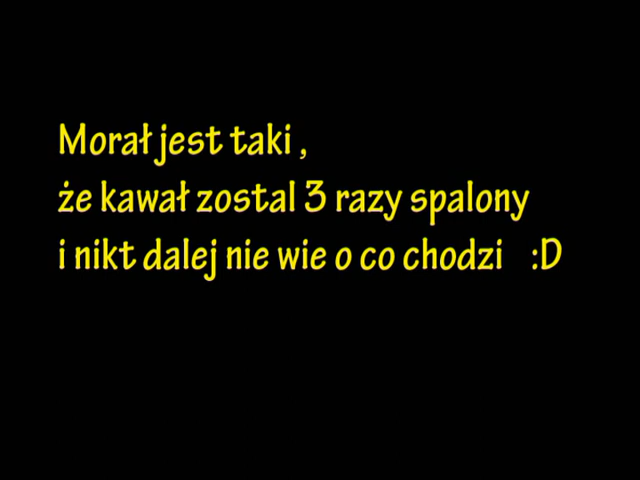 Morał jest taki ,
że kawał zostal 3 razy spalony
i nikt dalej nie wie o co chodzi :D